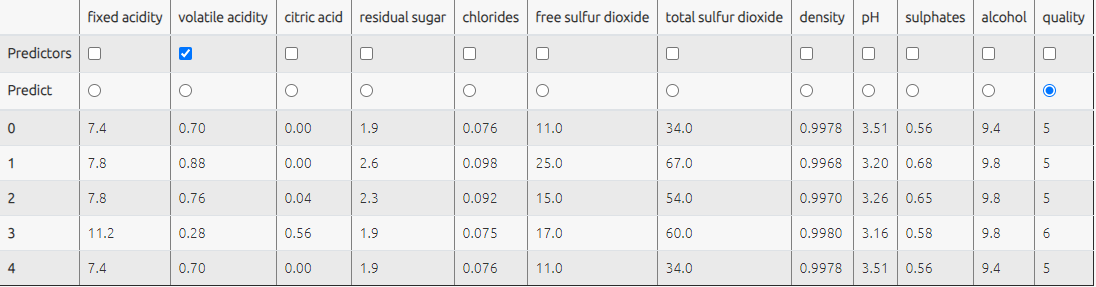 fixed acidity volatile acidity citric acid residual sugar chlorides free sulfur dioxide total sulfur dioxide density pH sulphates alcohol quality
Predictors
Predict
0 7.4 0.70 0.00 1.9 0.076 11.0 34.0 0.9978 3.51 0.56 9.4 5
1 7.8 0.88 0.00 2.6 0.098 25.0 67.0 0.9968 3.20 0.68 9.8 5
2 7.8 0.76 0.04 2.3 0.092 15.0 54.0 0.9970 3.26 0.65 9.8 5
3 11.2 0.28 0.56 1.9 0.075 17.0 60.0 0.9980 3.16 0.58 9.8 6
4 7.4 0.70 0.00 1.9 0.076 11.0 34.0 0.9978 3.51 0.56 9.4 5